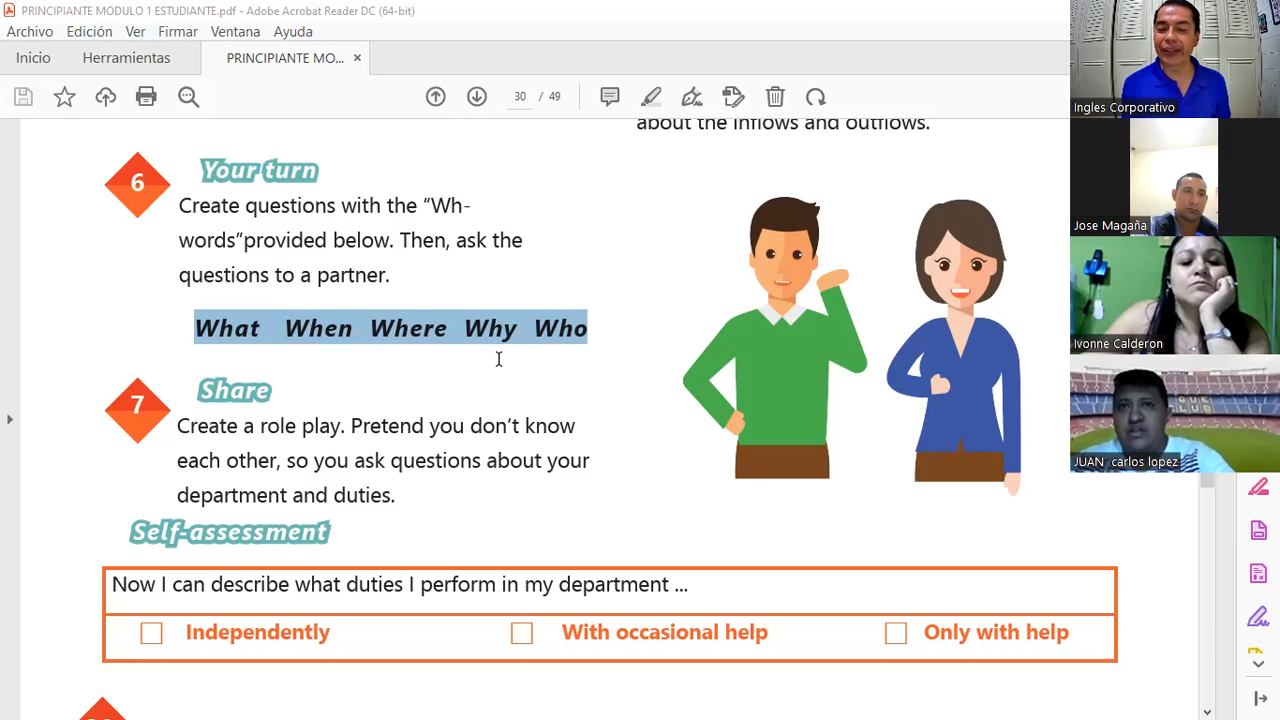 PRINCIPIANTE MODULO 1 ESTUDIANTE.pdf - Adobe Acrobat Reader DC (64-bit)
Archivo Edición Ver Firmar Ventana Ayuda
Inicio Herramientas PRINCIPIANTE MO... ×
30 / 49
about the inflows and outflows.
6 Your turn
Create questions with the “Wh-
words”provided below. Then, ask the
questions to a partner.
What When Where Why Who
7 Share
Create a role play. Pretend you don’t know
each other, so you ask questions about your
department and duties.
Self-assessment
Now I can describe what duties I perform in my department ...
Independently With occasional help Only with help
Ingles Corporativo
Jose Magaña
Ivonne Calderon
JUAN carlos lopez